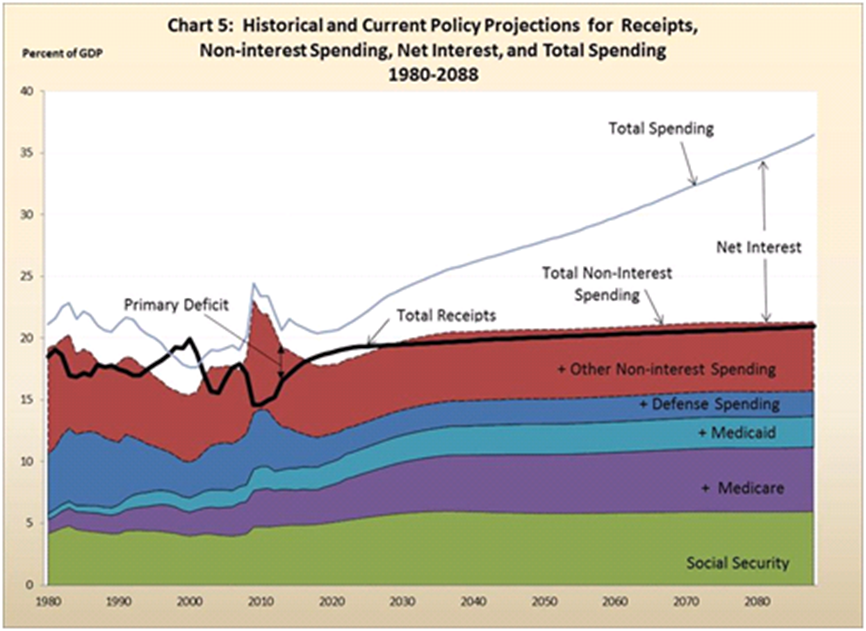 Chart 5: Historical and Current Policy Projections for Receipts,
Non-interest Spending, Net Interest, and Total Spending
1980-2088
Percent of GDP
40
35
30
25
20
15
10
5
0
Total Spending
Net Interest
Total Non-Interest
Spending
Primary Deficit
Total Receipts
+ Other Non-interest Spending
+ Defense Spending
+ Medicaid
+ Medicare
Social Security
1980 1990 2000 2010 2020 2030 2040 2050 2060 2070 2080